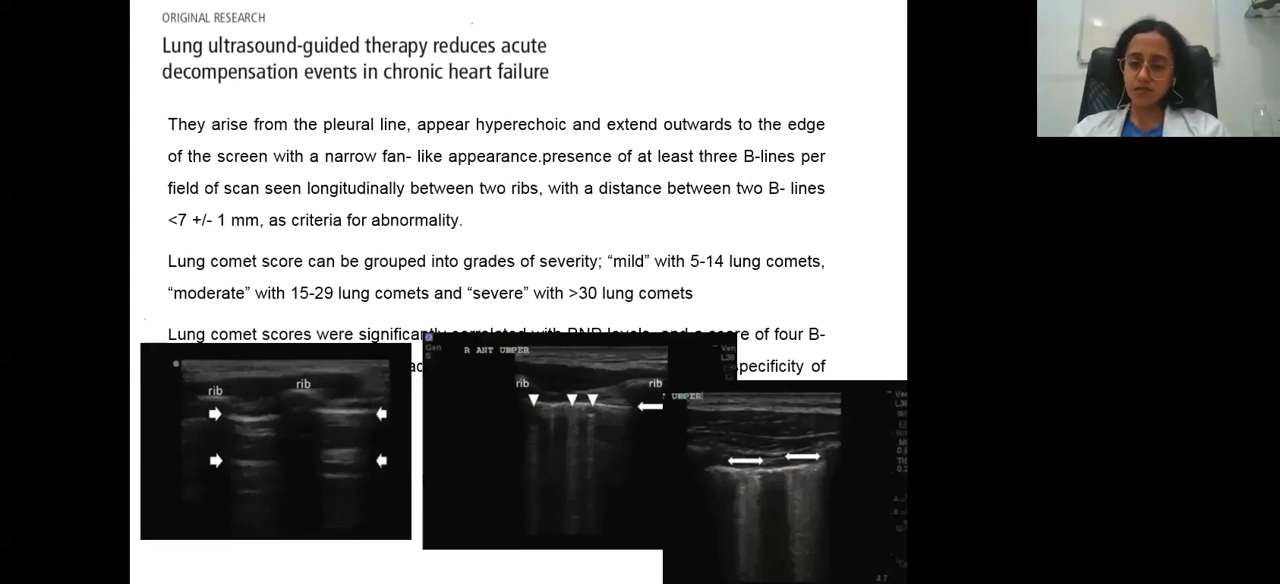 ORIGINAL RESEARCH
Lung ultrasound-guided therapy reduces acute
decompensation events in chronic heart failure
They arise from the pleural line, appear hyperechoic and extend outwards to the edge
of the screen with a narrow fan- like appearance.presence of at least three B-lines per
field of scan seen longitudinally between two ribs, with a distance between two B- lines
<7 +/- 1 mm, as criteria for abnormality.
Lung comet score can be grouped into grades of severity; “mild” with 5-14 lung comets,
“moderate” with 15-29 lung comets and “severe” with >30 lung comets
Lung comet scores were significantly correlated with BNP levels, and a score of four B-
specificity of
rib
rib
Gen
S
R ANT UPPER
Ven
L38
rib
rib
UPPER